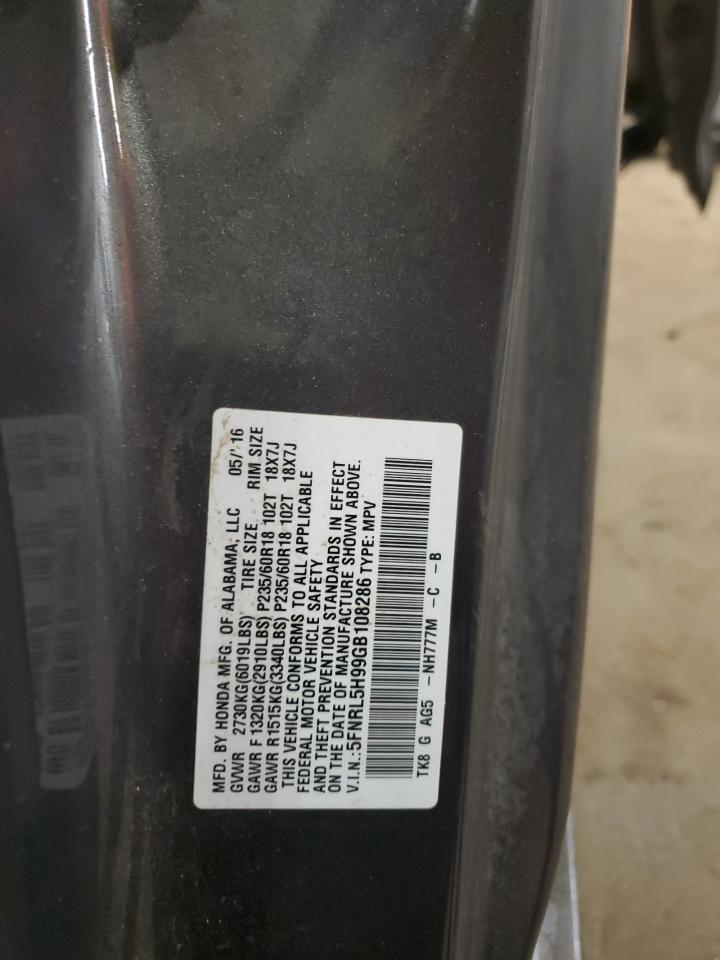 MFD. BY HONDA MFG. OF ALABAMA, LLC 05/'16
GVWR 2730KG(6019LBS) TIRE SIZE RIM SIZE
GAWR F 1320KG(2910LBS) P235/60R18 102T 18X7J
GAWR R1515KG(3340LBS) P235/60R18 102T 18X7J
THIS VEHICLE CONFORMS TO ALL APPLICABLE
FEDERAL MOTOR VEHICLE SAFETY
AND THEFT PREVENTION STANDARDS IN EFFECT
ON THE DATE OF MANUFACTURE SHOWN ABOVE.
V.I.N.:5FNRL5H99GB108286 TYPE: MPV
TK8 G AG5 -NH777M -C -B